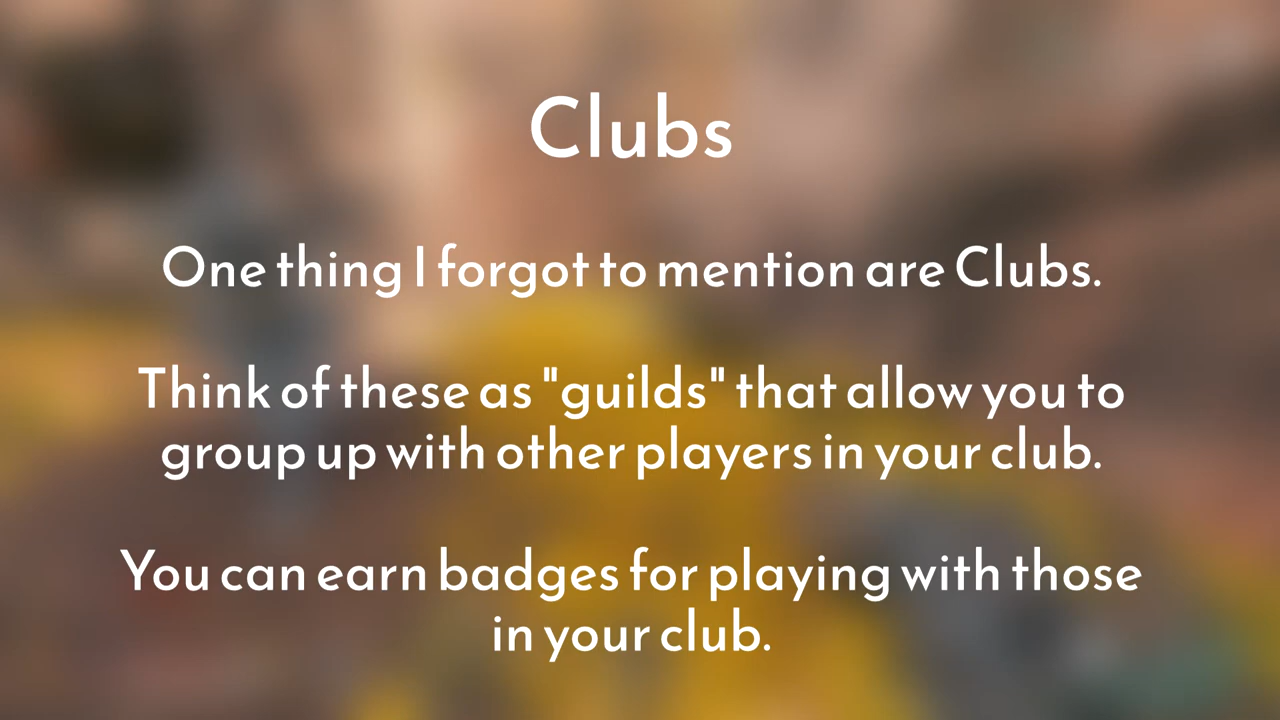 Clubs
One thing I forgot to mention are Clubs.
Think of these as "guilds" that allow you to
group up with other players in your club.
You can earn badges for playing with those
in your club.